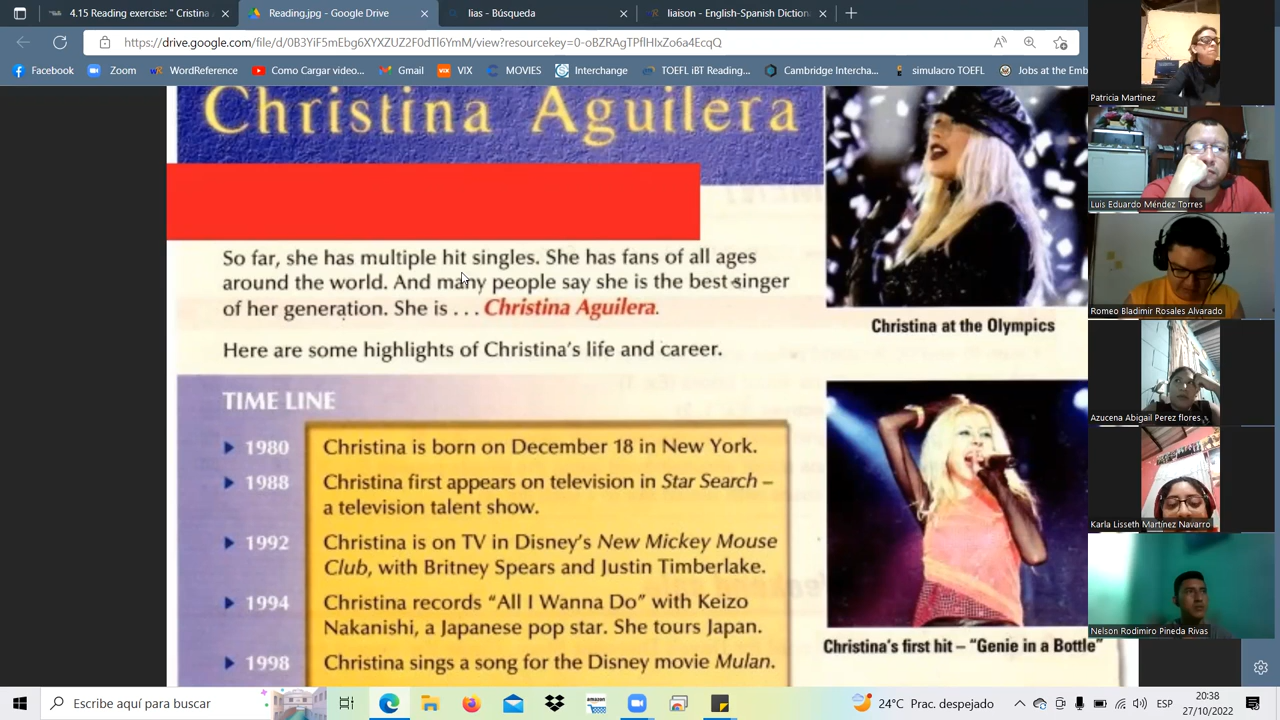 4.15 Reading exercise: " Cristina A
Reading.jpg - Google Drive
lias - Búsqueda
liaison - English-Spanish Dictiona
https://drive.google.com/file/d/0B3YiF5mEbg6XYXZUZ2F0dTl6YmM/view?resourcekey=0-oBZRAgTPflHIxZo6a4EcqQ
Facebook
Zoom
WordReference
Como Cargar video...
Gmail
VIX
MOVIES
Interchange
TOEFL iBT Reading...
Cambridge Intercha...
simulacro TOEFL
Jobs at the Emb
Christina Aguilera
So far, she has multiple hit singles. She has fans of all ages
around the world. And many people say she is the best singer
of her generation. She is . . . Christina Aguilera.
Here are some highlights of Christina's life and career.
TIME LINE
1980 Christina is born on December 18 in New York.
1988 Christina first appears on television in Star Search –
a television talent show.
1992 Christina is on TV in Disney's New Mickey Mouse
Club, with Britney Spears and Justin Timberlake.
1994 Christina records "All I Wanna Do" with Keizo
Nakanishi, a Japanese pop star. She tours Japan.
1998 Christina sings a song for the Disney movie Mulan.
Christina at the Olympics
Christina's first hit – "Genie in a Bottle"
Patricia Martinez
Luis Eduardo Méndez Torres
Romeo Bladimir Rosales Alvarado
Azucena Abigail Perez flores
Karla Lisseth Martínez Navarro
Nelson Rodimiro Pineda Rivas
Escribe aquí para buscar
amazon
24°C Prac. despejado
ESP
20:38
27/10/2022